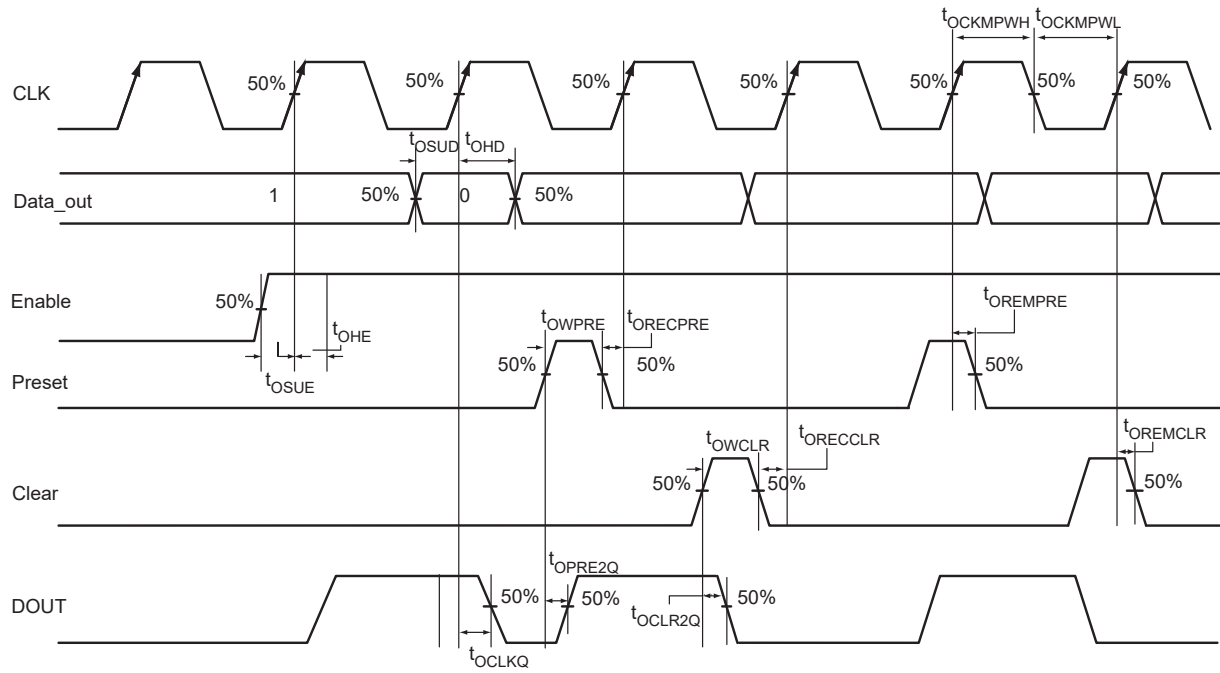 tOCKMPWH tOCKMPWL
CLK
50% 50% 50% 50% 50% 50% 50%
tOSUD tOHD
Data_out
1 50% 0 50%
Enable
50%
tOHE
tOSUE
tOWPRE tORECPRE
tOREMPRE
Preset
50% 50% 50%
tOWCLR tORECCLR
tOREMCLR
Clear
50% 50% 50%
tOPRE2Q
DOUT
50% 50% 50%
tOCLR2Q
tOCLKQ